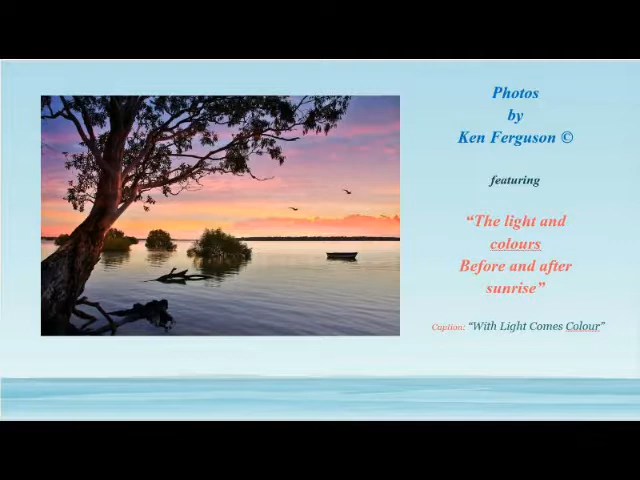 Photos
by
Ken Ferguson ©
featuring
“The light and
colours
Before and after
sunrise”
Caption: “With Light Comes Colour”